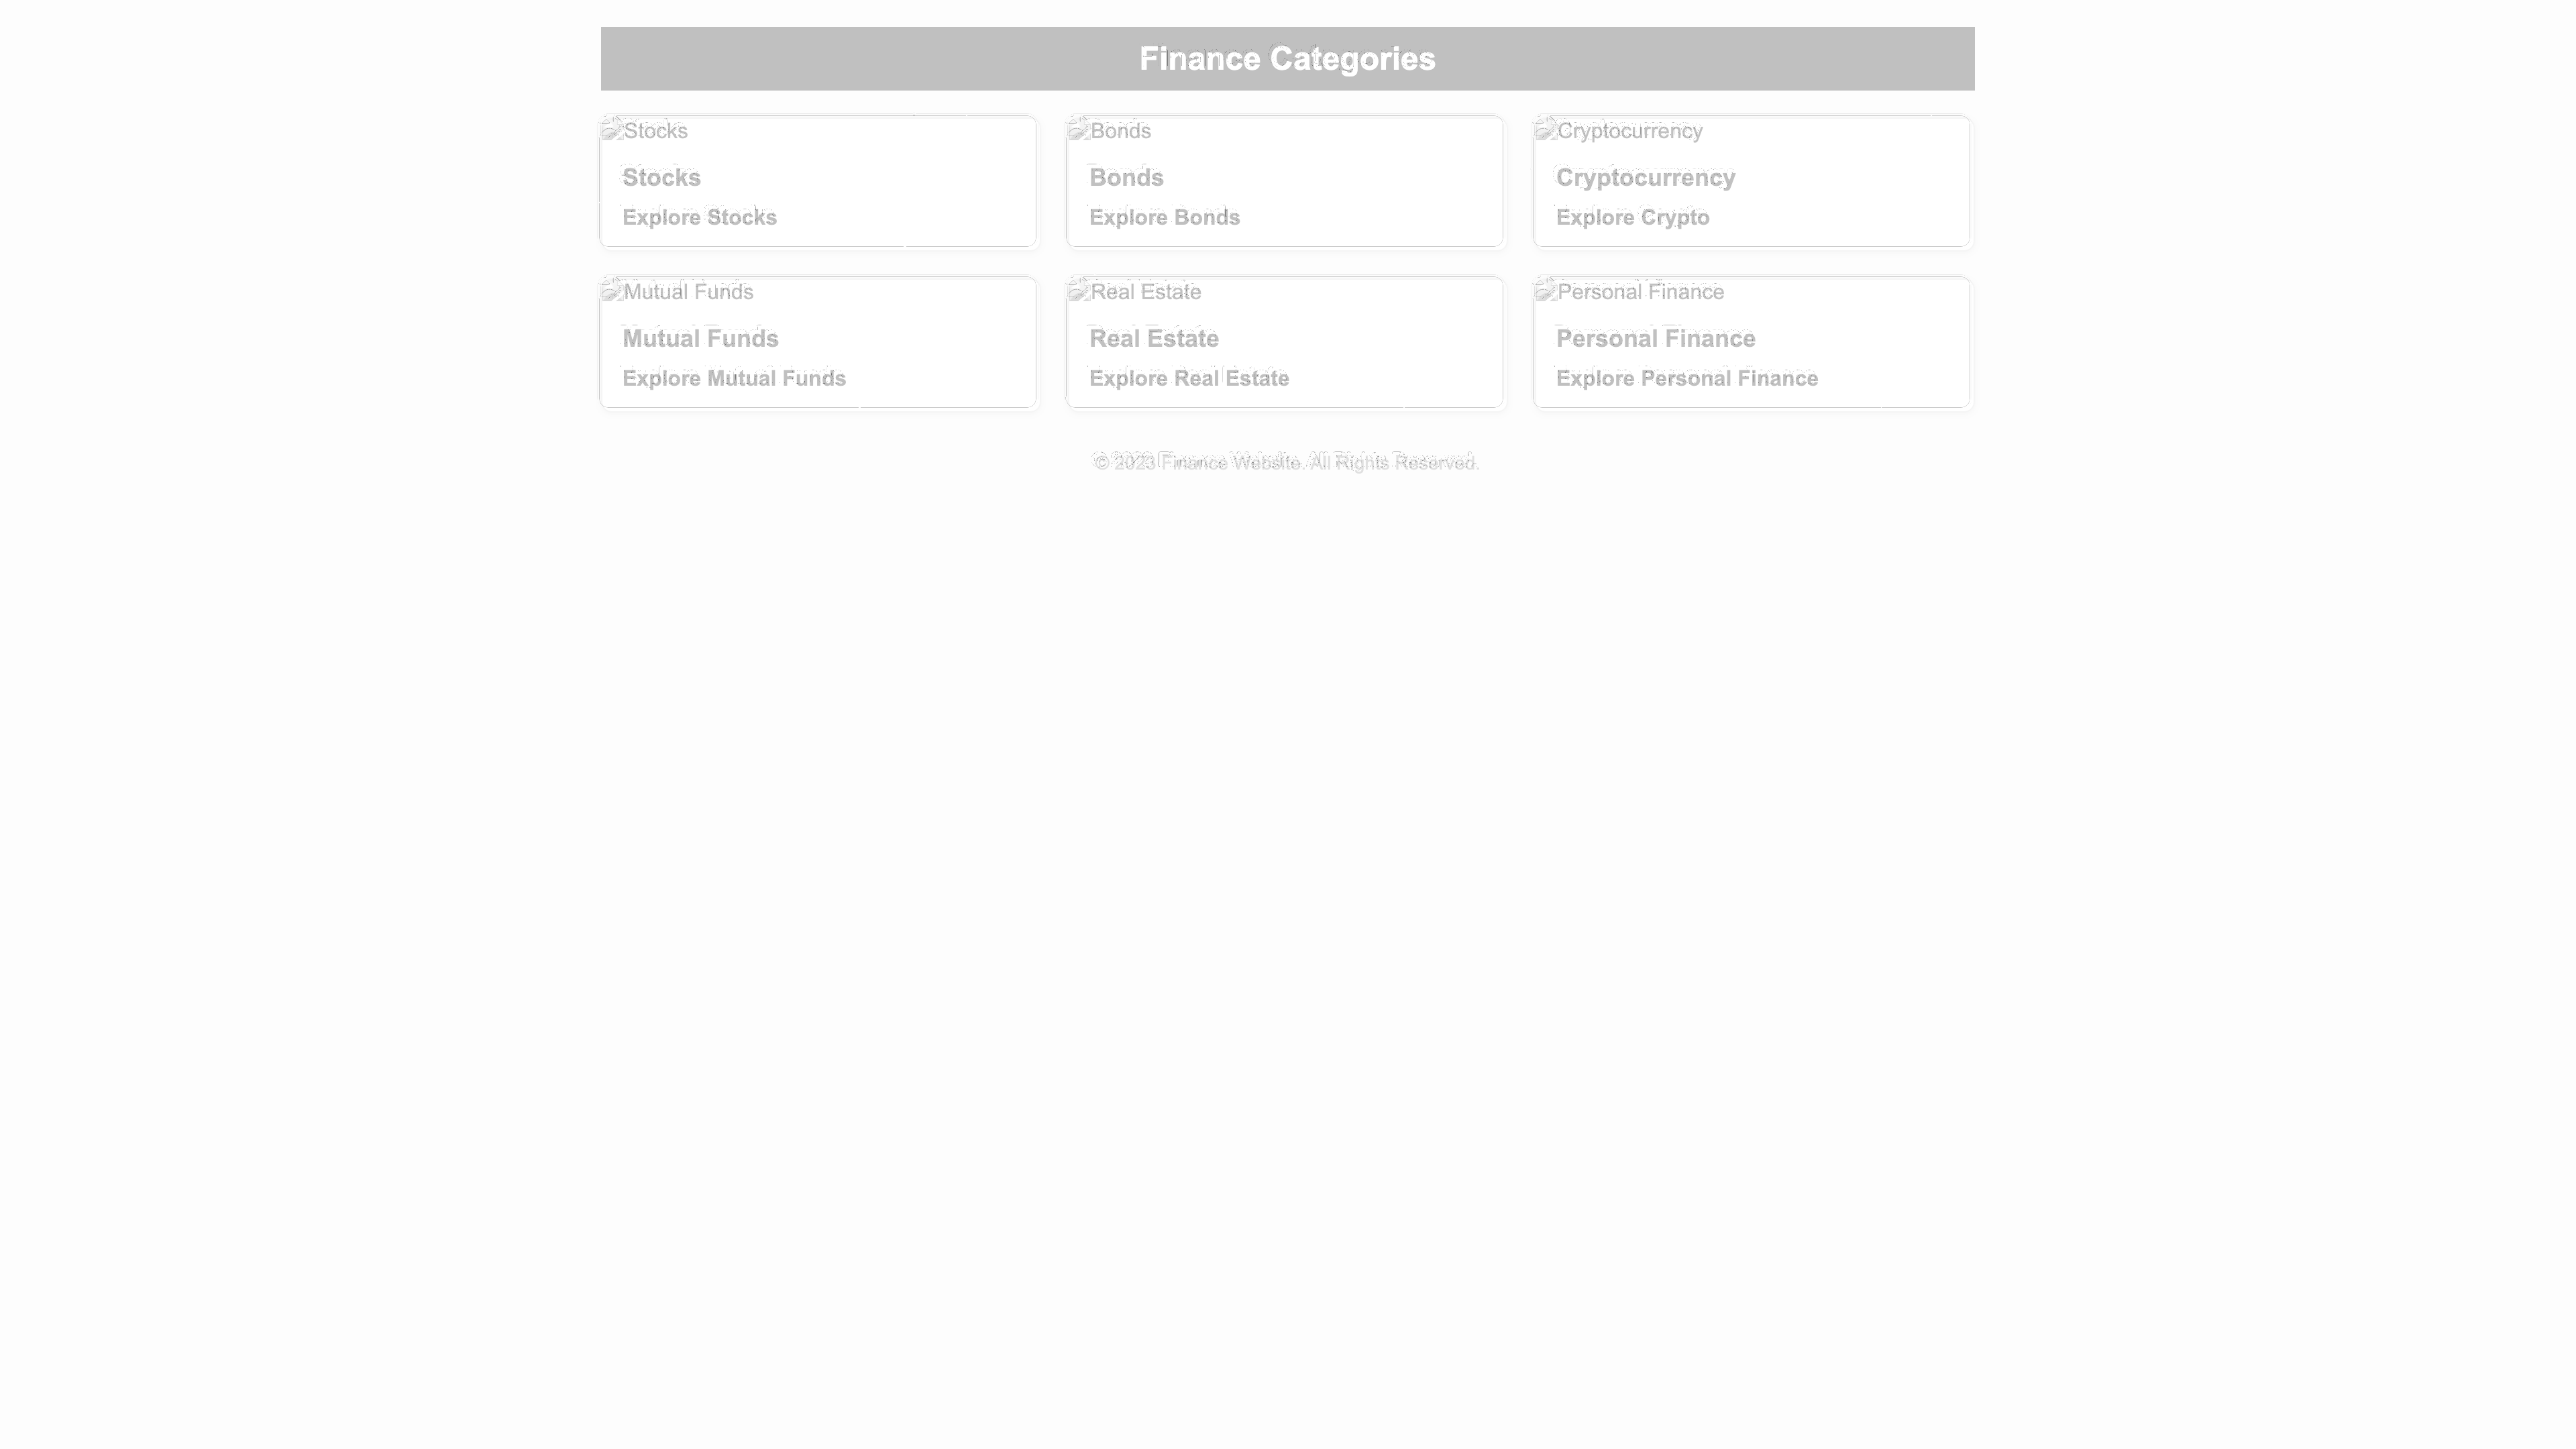 Finance Categories
Stocks
Stocks
Explore Stocks
Bonds
Bonds
Explore Bonds
Cryptocurrency
Cryptocurrency
Explore Crypto
Mutual Funds
Mutual Funds
Explore Mutual Funds
Real Estate
Real Estate
Explore Real Estate
Personal Finance
Personal Finance
Explore Personal Finance
© 2023 Finance Website. All Rights Reserved.